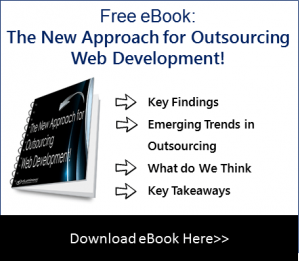 Free eBook:
The New Approach for Outsourcing
Web Development!
The New Approach for
Outsourcing
Web Development!
Key Findings
Emerging Trends in
Outsourcing
What do We Think
Key Takeaways
Download eBook Here>>